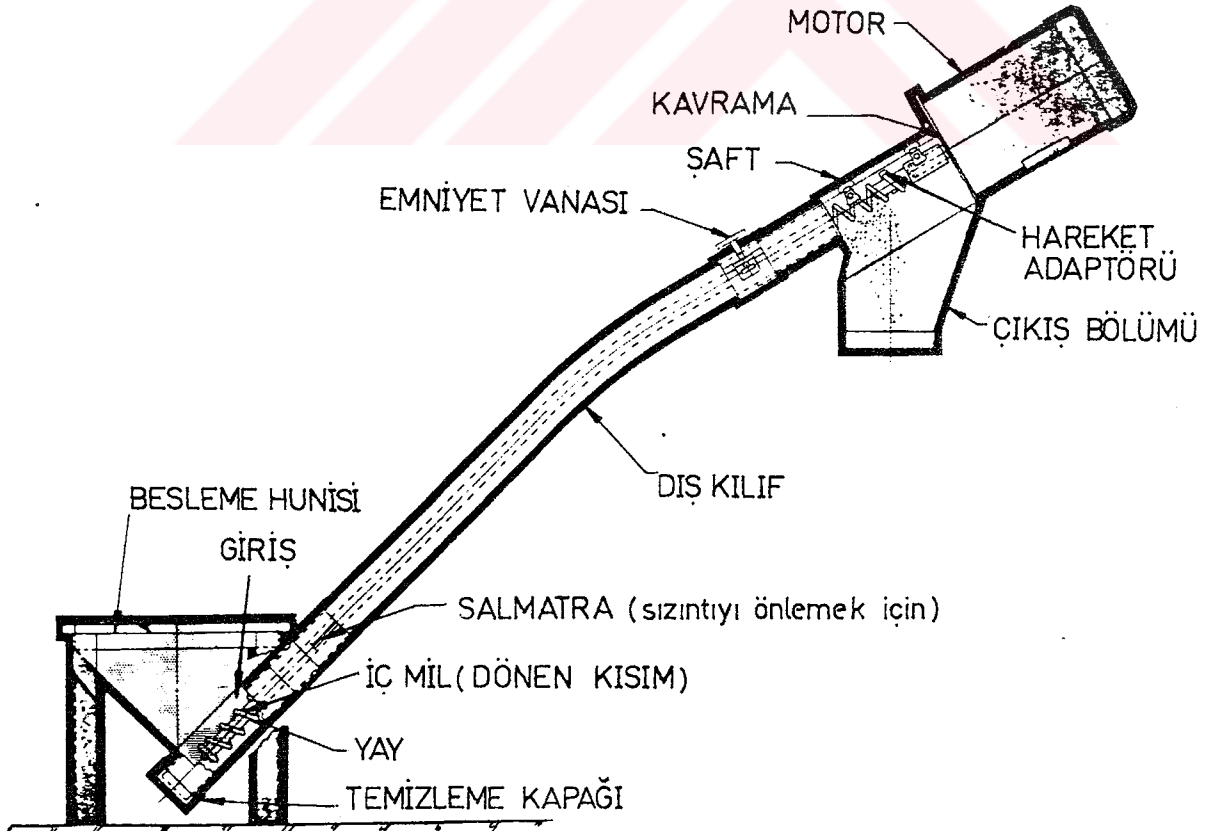 MOTOR
KAVRAMA
ŞAFT
EMNİYET VANASI
HAREKET
ADAPTÖRÜ
ÇIKIŞ BÖLÜMÜ
DIŞ KILIF
BESLEME HUNİSİ
GİRİŞ
SALMATRA (sızıntıyı önlemek için)
İÇ MİL (DÖNEN KISIM)
YAY
TEMİZLEME KAPAĞI